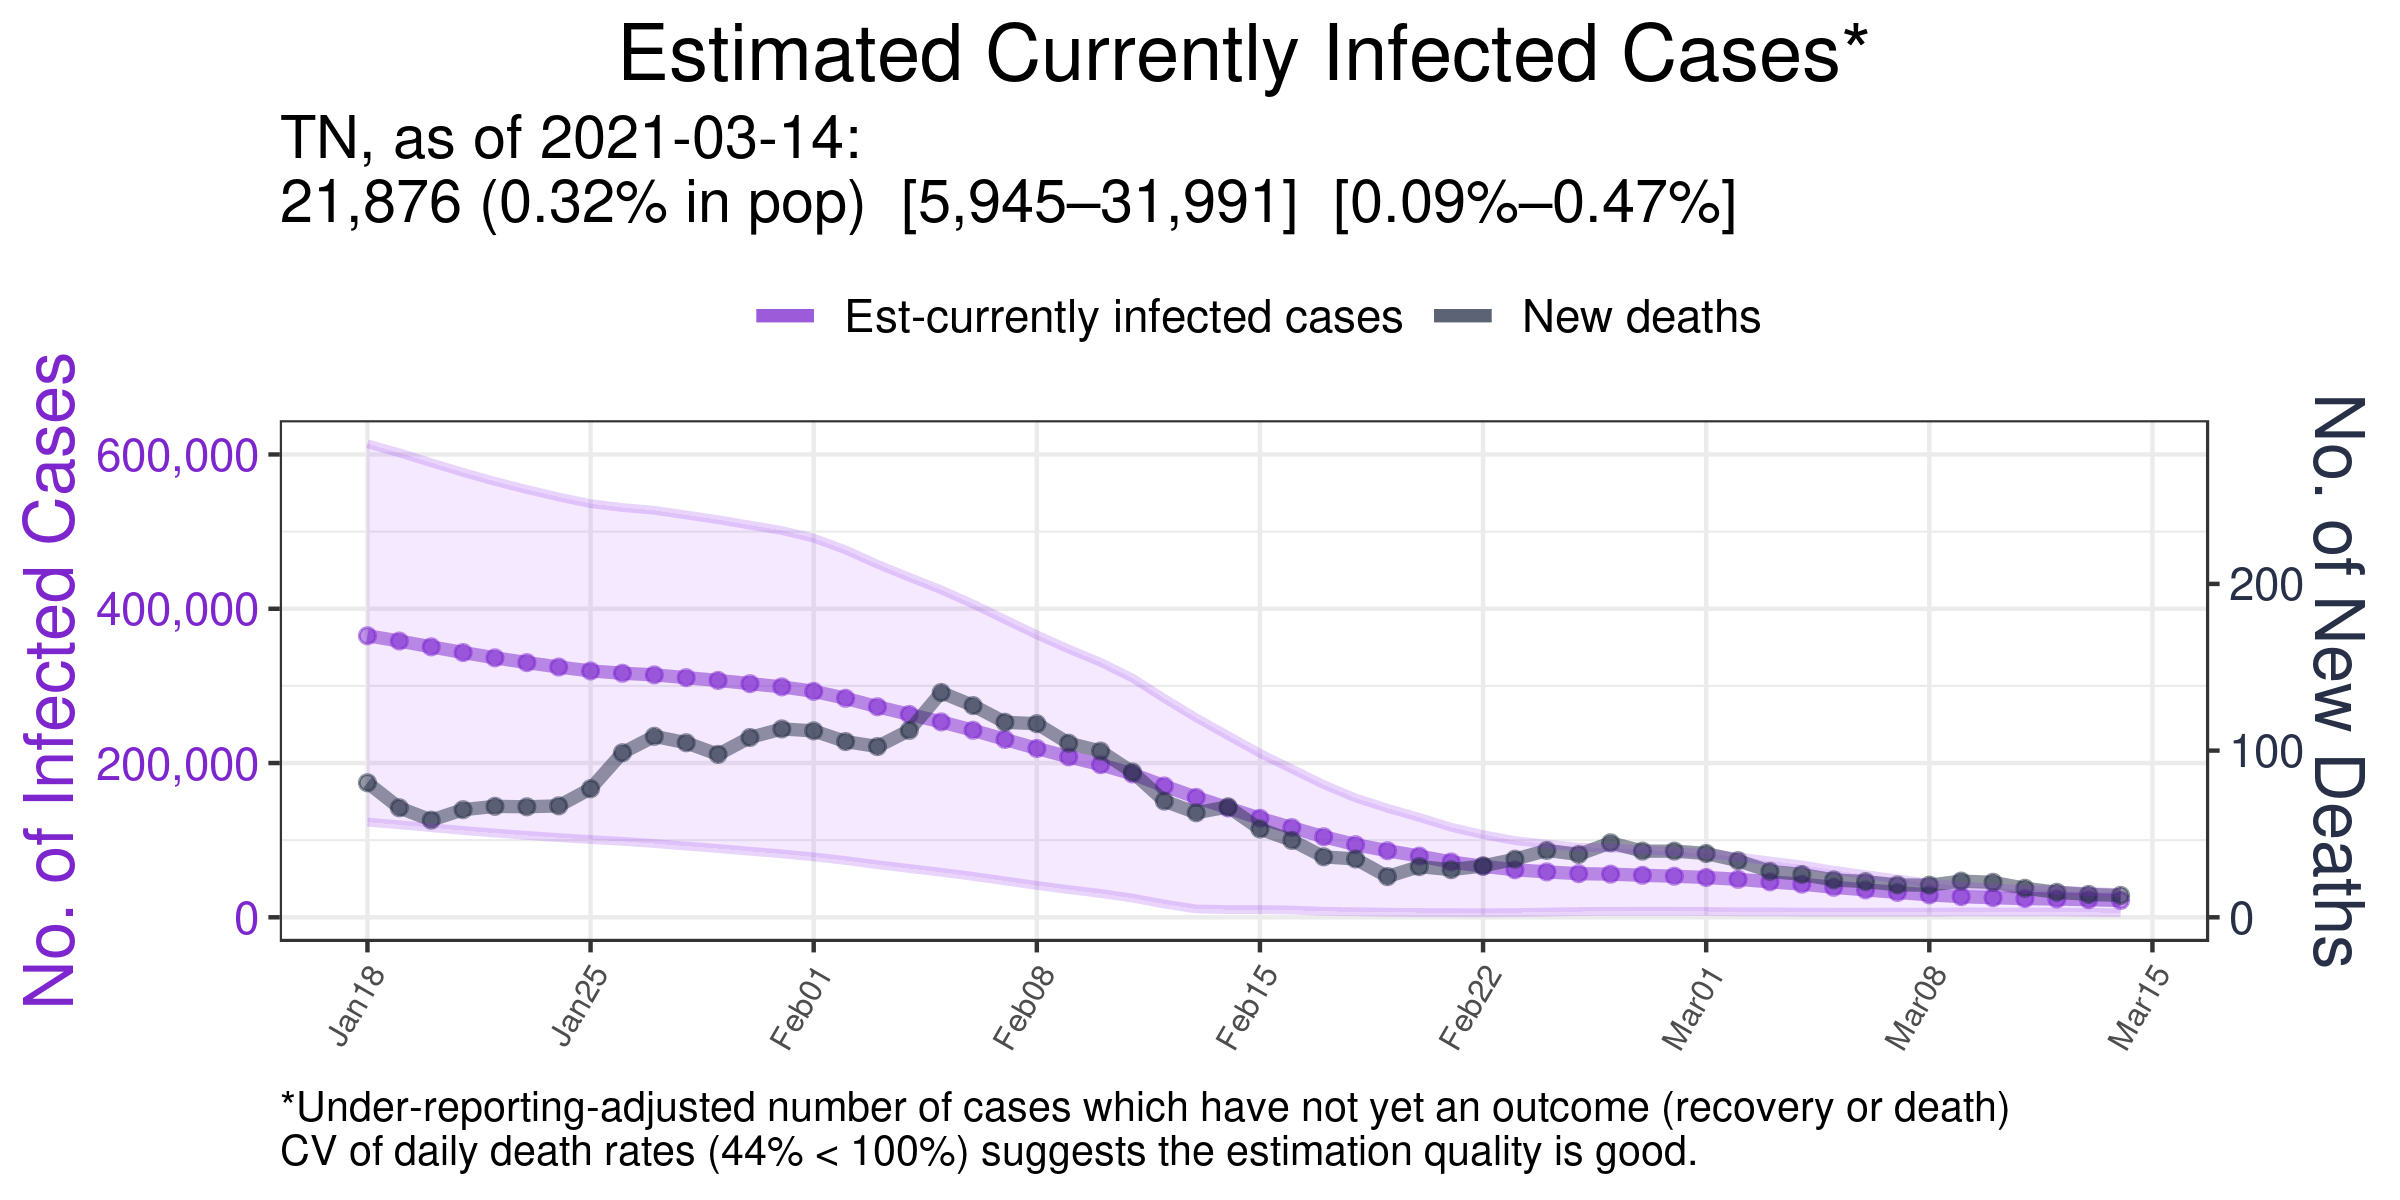 Estimated Currently Infected Cases*
TN, as of 2021-03-14:
21,876 (0.32% in pop)  [5,945–31,991]  [0.09%–0.47%]
Est-currently infected cases
New deaths
No. of Infected Cases
600,000
400,000
200,000
0
No. of New Deaths
200
100
0
Jan18
Jan25
Feb01
Feb08
Feb15
Feb22
Mar01
Mar08
Mar15
*Under-reporting-adjusted number of cases which have not yet an outcome (recovery or death)
CV of daily death rates (44% < 100%) suggests the estimation quality is good.